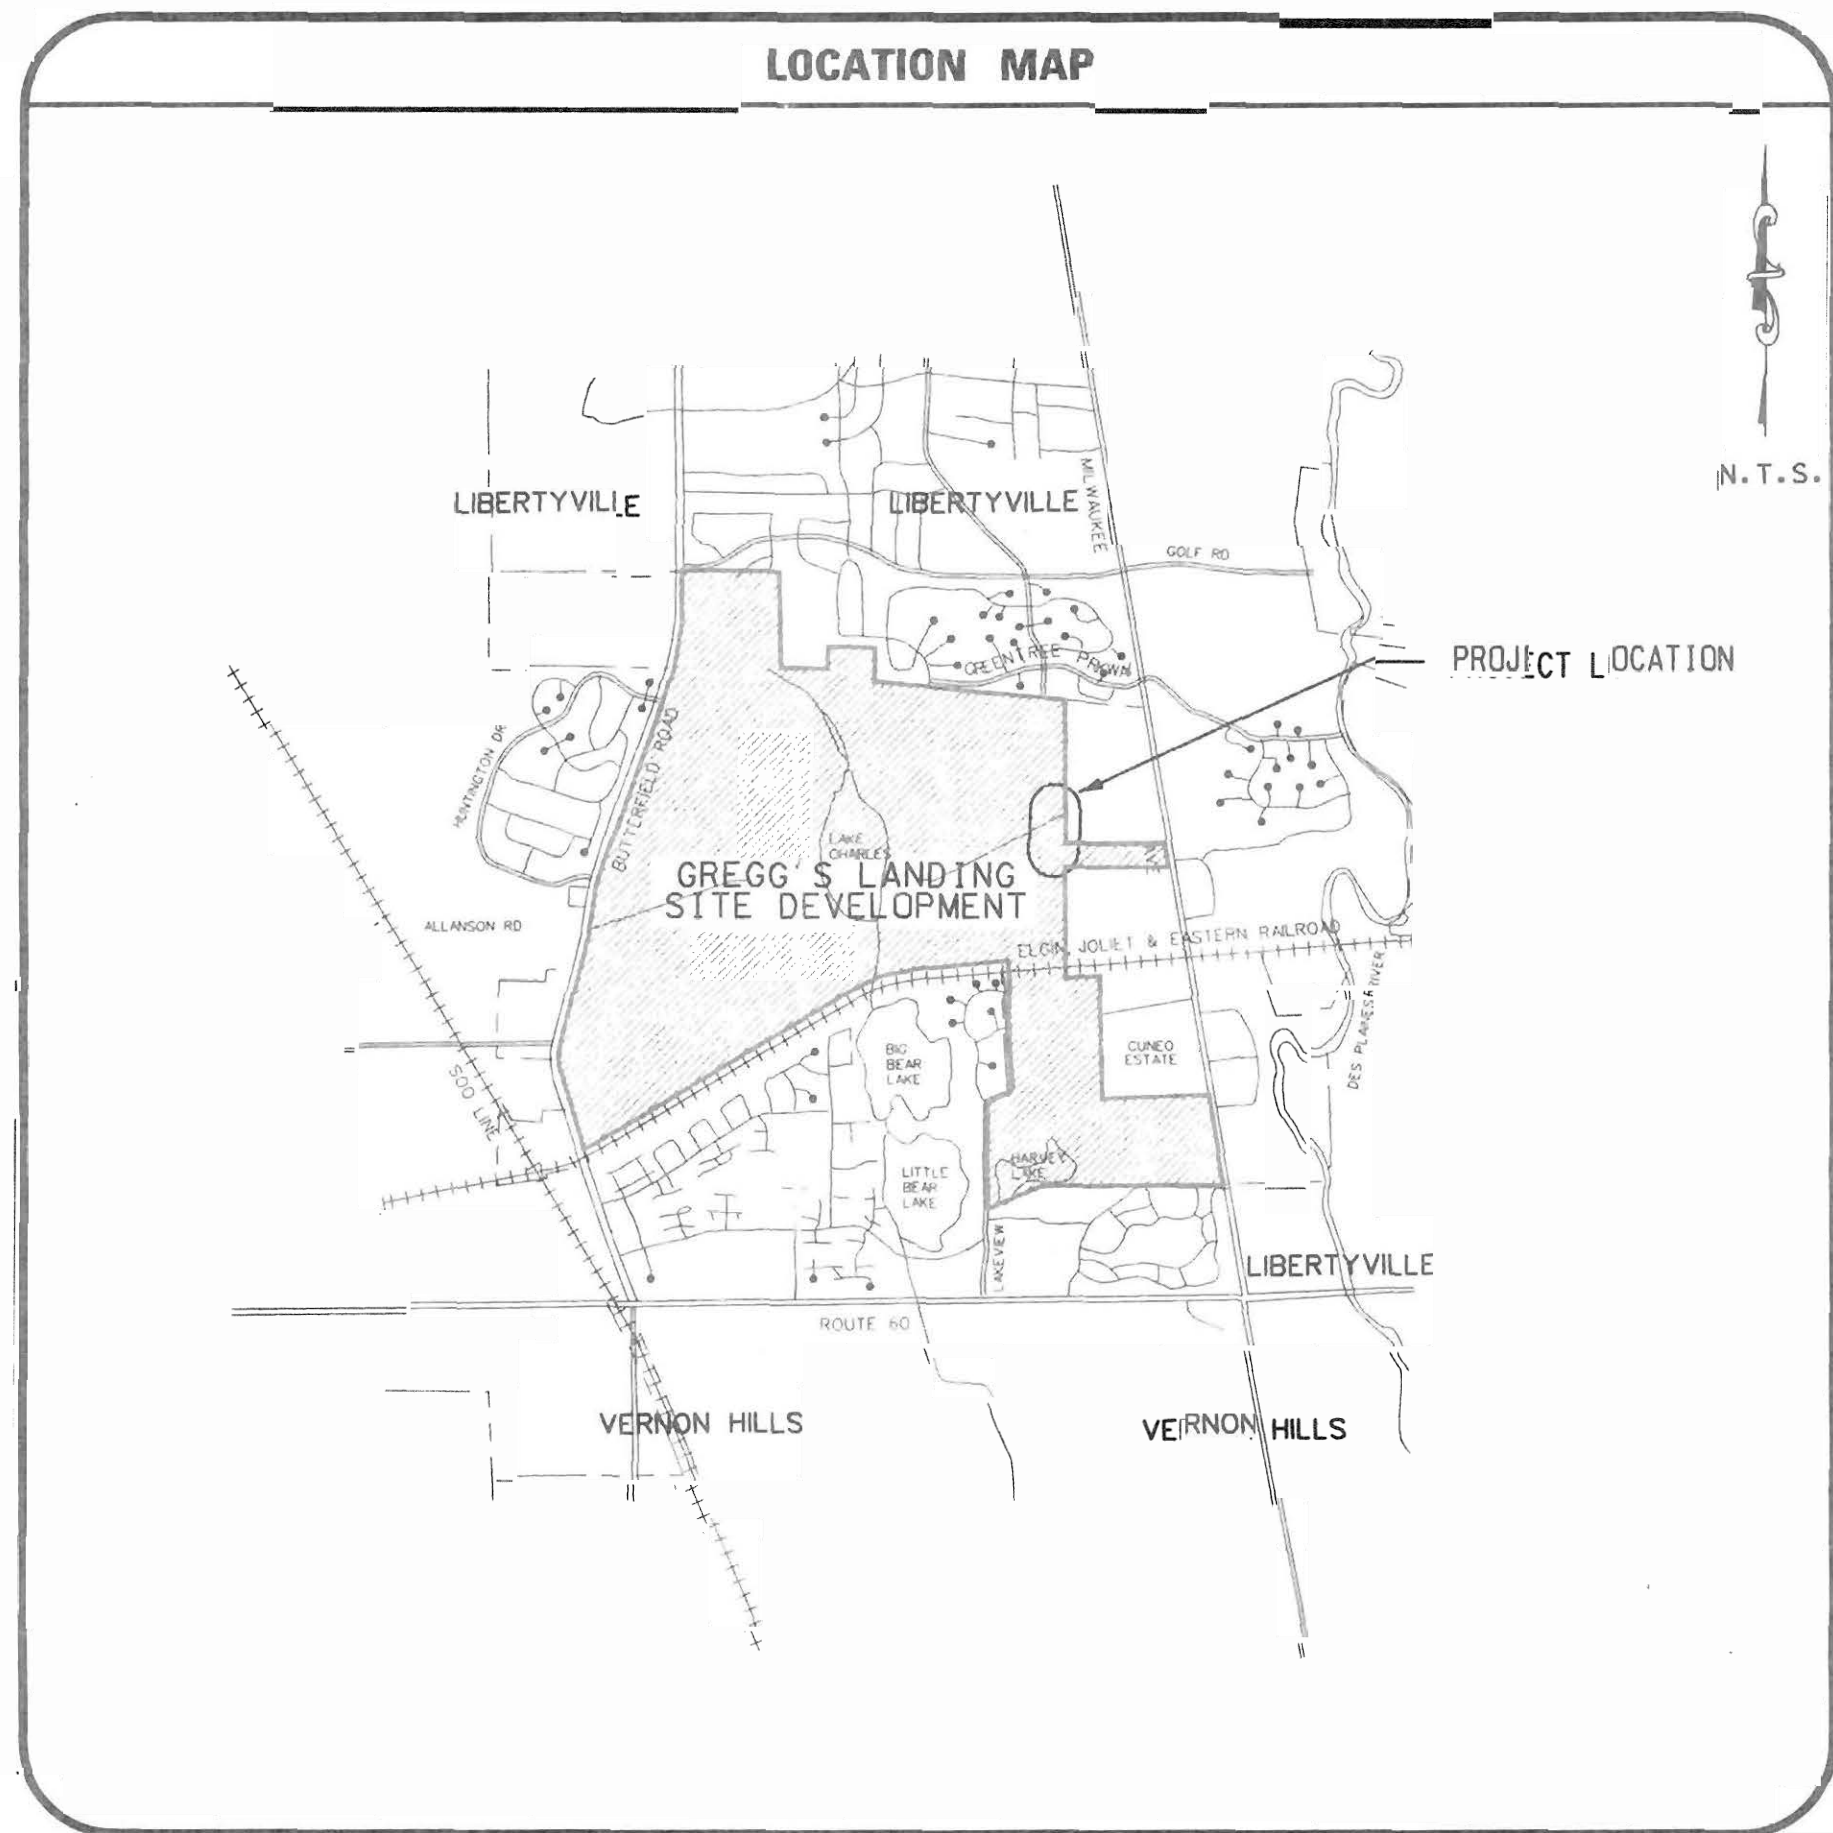 LOCATION MAP
N.T.S.
LIBERTYVILLE
LIBERTYVILLE
MILWAUKEE
GOLF RD
GREENTREE PRKWY
PROJECT LOCATION
HUNTINGTON DR
BUTTERFIELD ROAD
LAKE
CHARLES
GREGG'S LANDING
SITE DEVELOPMENT
ALLANSON RD
ELGIN, JOLIET & EASTERN RAILROAD
DES PLAINES RIVER
SOO LINE
BIG
BEAR
LAKE
CUNEO
ESTATE
LITTLE
BEAR
LAKE
HARVEY
LAKE
LAKEVIEW
LIBERTYVILLE
ROUTE 60
VERNON HILLS
VERNON HILLS